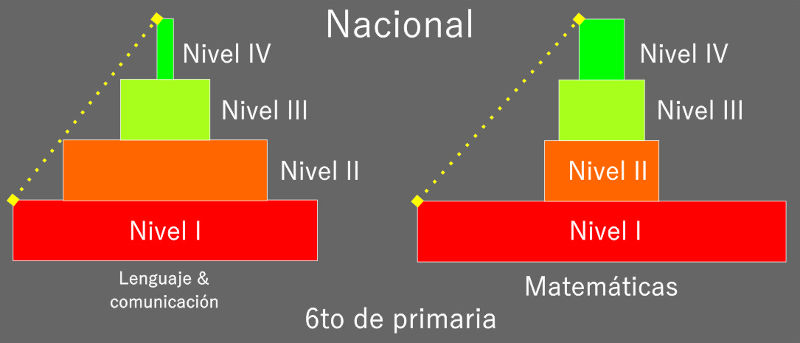 Nacional
Nivel IV
Nivel III
Nivel II
Nivel I
Lenguaje &
comunicación
Nivel IV
Nivel III
Nivel II
Nivel I
Matemáticas
6to de primaria